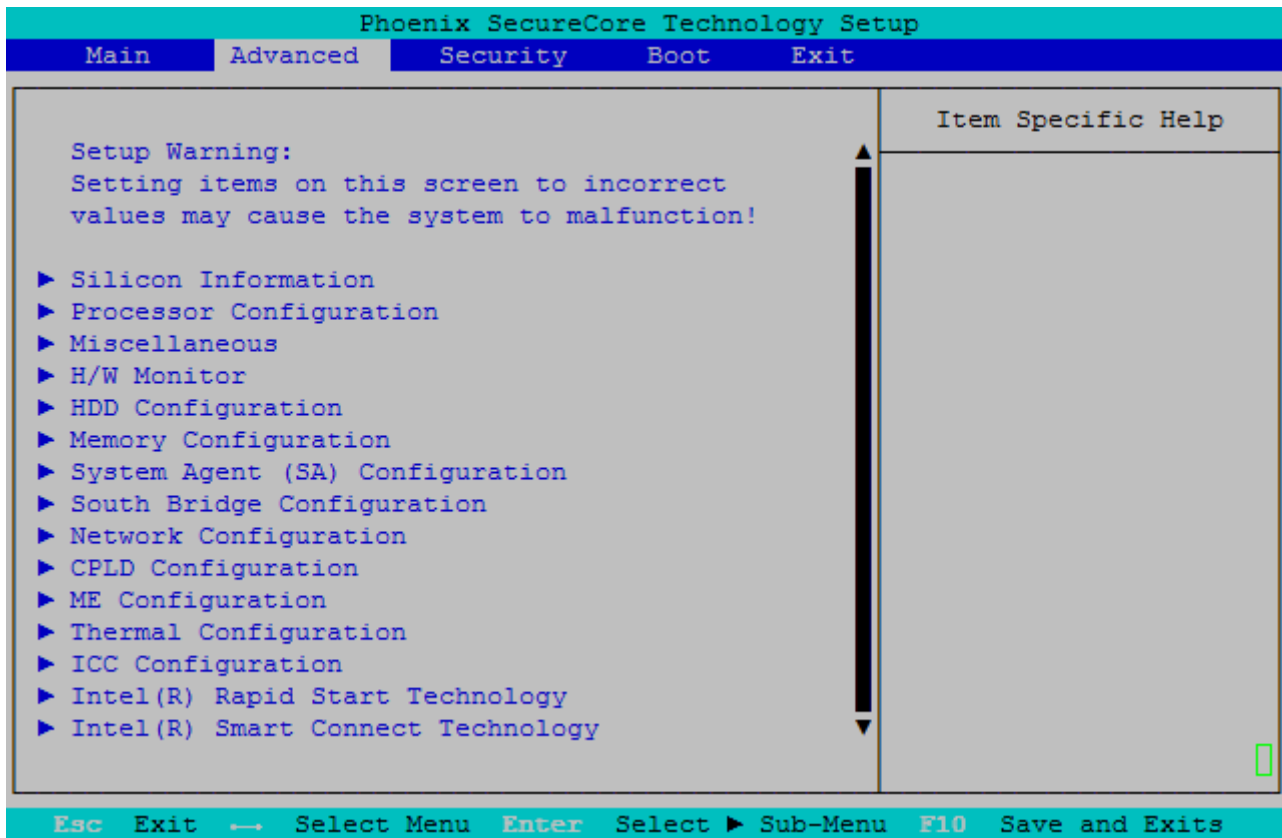 Phoenix SecureCore Technology Setup
Main Advanced Security Boot Exit
Item Specific Help
Setup Warning:
Setting items on this screen to incorrect
values may cause the system to malfunction!
► Silicon Information
► Processor Configuration
► Miscellaneous
► H/W Monitor
► HDD Configuration
► Memory Configuration
► System Agent (SA) Configuration
► South Bridge Configuration
► Network Configuration
► CPLD Configuration
► ME Configuration
► Thermal Configuration
► ICC Configuration
► Intel(R) Rapid Start Technology
► Intel(R) Smart Connect Technology
Esc Exit ↔ Select Menu Enter Select ► Sub-Menu F10 Save and Exits